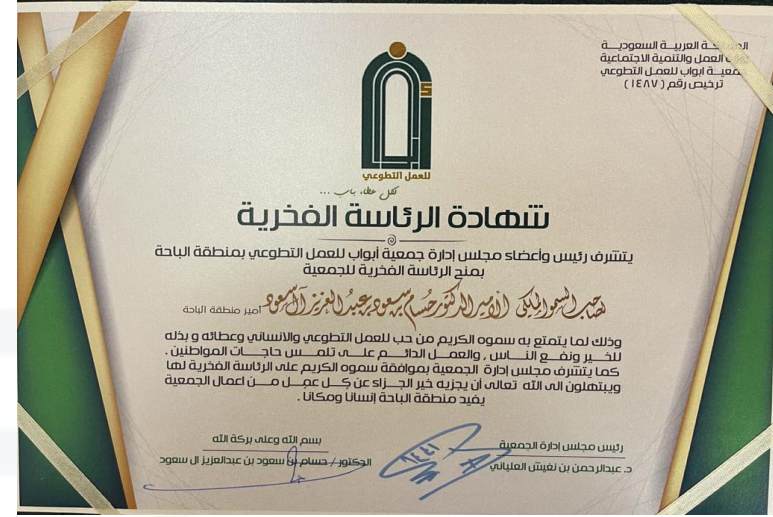 المملكة العربية السعودية
وزارة العمل والتنمية الاجتماعية
جمعية ابواب للعمل التطوعي
ترخيص رقم ( ١٤٨٧ )
للعمل التطوعي
لكل عطاء باب ...
شهادة الرئاسة الفخرية
يتشرف رئيس وأعضاء مجلس إدارة جمعية أبواب للعمل التطوعي بمنطقة الباحة
بمنح الرئاسة الفخرية للجمعية
لصاحب السمو الملكي الأمير الدكتور حسام بن سعود بن عبدالعزيز آل سعود امير منطقة الباحة
وذلك لما يتمتع به سموه الكريم من حب للعمل التطوعي والانساني وعطائه و بذله
للخير ونفع الناس , والعمل الدائم على تلمس حاجات المواطنين .
كما يتشرف مجلس إدارة الجمعية بموافقة سموه الكريم على الرئاسة الفخرية لها
ويبتهلون الى الله تعالى أن يجزيه خير الجزاء عن كل عمل من اعمال الجمعية
يفيد منطقة الباحة إنسانا ومكانا .
رئيس مجلس إدارة الجمعية
د. عبدالرحمن بن نغيش العلياني
بسم الله وعلى بركة الله
الدكتور / حسام بن سعود بن عبدالعزيز ال سعود